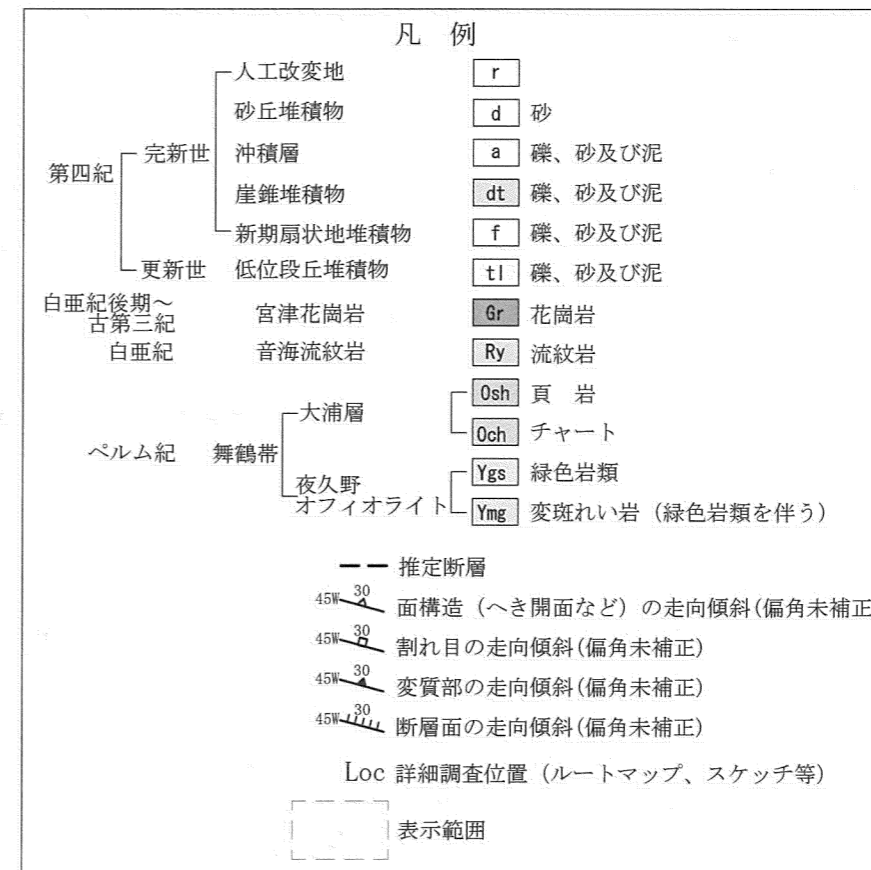 凡 例
人工改変地 r
砂丘堆積物 d 砂
第四紀 完新世 沖積層 a 礫、砂及び泥
崖錐堆積物 dt 礫、砂及び泥
新期扇状地堆積物 f 礫、砂及び泥
更新世 低位段丘堆積物 tl 礫、砂及び泥
白亜紀後期～
古第三紀 宮津花崗岩 Gr 花崗岩
白亜紀 音海流紋岩 Ry 流紋岩
大浦層 Osh 頁 岩
Och チャート
ペルム紀 舞鶴帯
夜久野
オフィオライト Ygs 緑色岩類
Ymg 変斑れい岩（緑色岩類を伴う）
推定断層
45W 30 面構造（へき開面など）の走向傾斜(偏角未補正
45W 30 割れ目の走向傾斜(偏角未補正)
45W 30 変質部の走向傾斜(偏角未補正)
45W 30 断層面の走向傾斜(偏角未補正)
Loc 詳細調査位置（ルートマップ、スケッチ等）
表示範囲